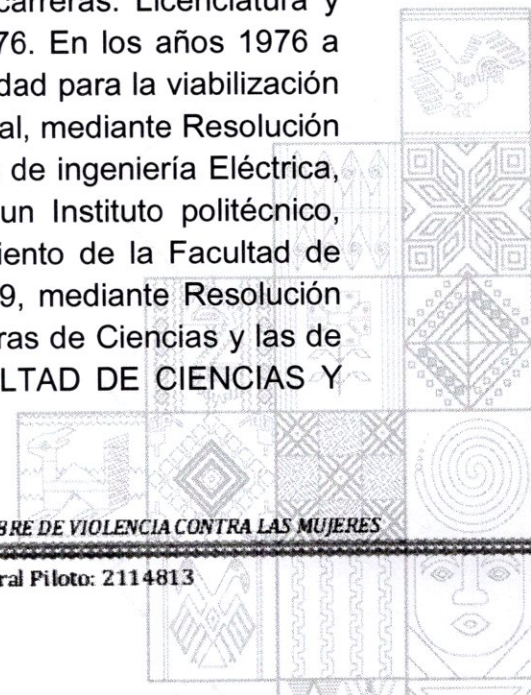 carreras: Licenciatura y
76. En los años 1976 a
dad para la viabilización
al, mediante Resolución
de ingeniería Eléctrica,
un Instituto politécnico,
iento de la Facultad de
9, mediante Resolución
ras de Ciencias y las de
LTAD DE CIENCIAS Y
BRE DE VIOLENCIA CONTRA LAS MUJERES
ral Piloto: 2114813